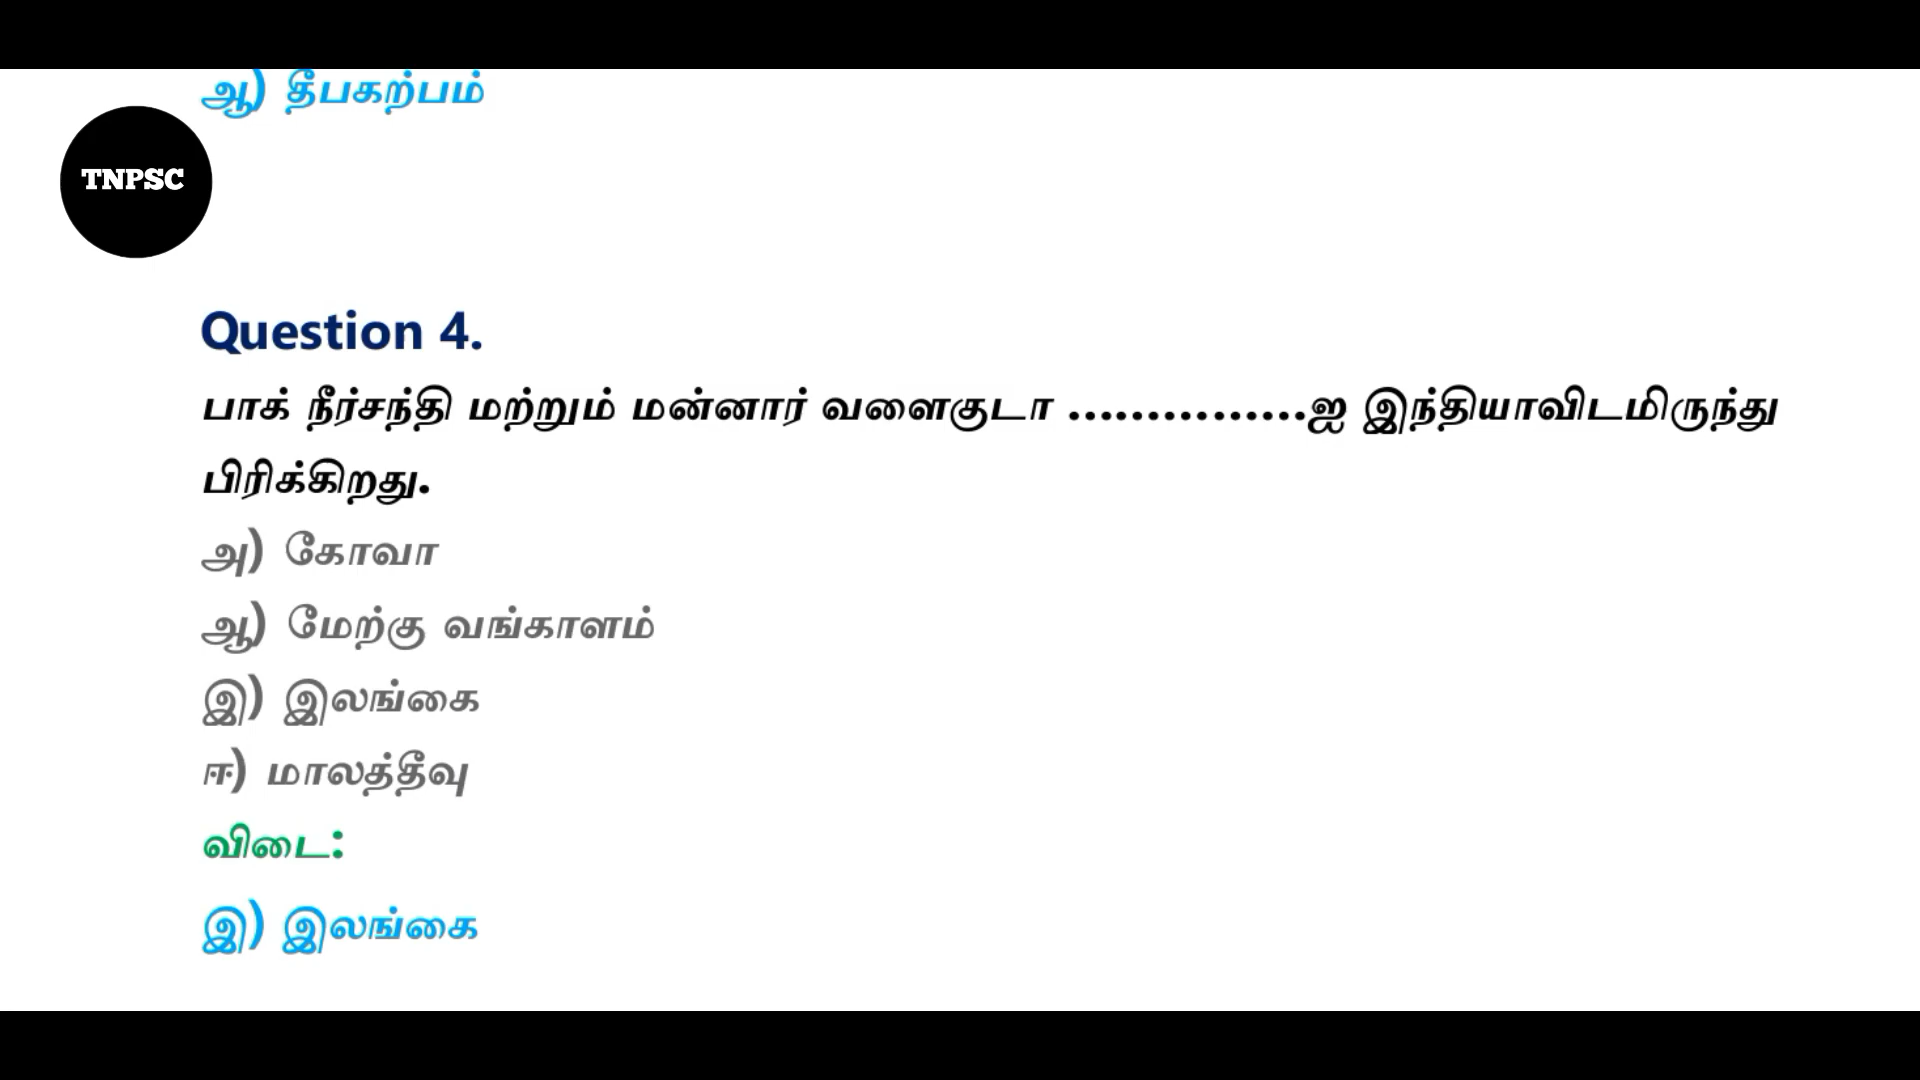 ஆ) தீபகற்பம்
TNPSC
Question 4.
பாக் நீர்சந்தி மற்றும் மன்னார் வளைகுடா ...............ஐ இந்தியாவிடமிருந்து
பிரிக்கிறது.
அ) கோவா
ஆ) மேற்கு வங்காளம்
இ) இலங்கை
ஈ) மாலத்தீவு
விடை:
இ) இலங்கை